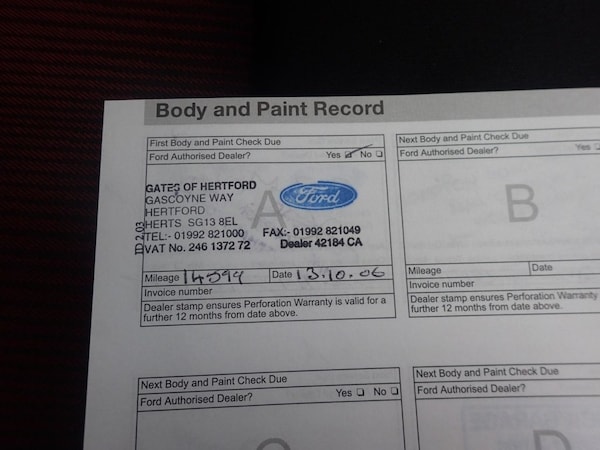 Body and Paint Record
First Body and Paint Check Due
Ford Authorised Dealer? Yes No
A
GATES OF HERTFORD
GASCOYNE WAY
HERTFORD
HERTS SG13 8EL
TEL:- 01992 821000 FAX:- 01992 821049
VAT No. 246 1372 72 Dealer 42184 CA
ID 2.03
Ford
Mileage 14599 Date 13.10.06
Invoice number
Dealer stamp ensures Perforation Warranty is valid for a
further 12 months from date above.
Next Body and Paint Check Due
Ford Authorised Dealer? Yes
B
Mileage Date
Invoice number
Dealer stamp ensures Perforation Warranty
further 12 months from date above.
Next Body and Paint Check Due
Ford Authorised Dealer? Yes No
Next Body and Paint Check Due
Ford Authorised Dealer?
D